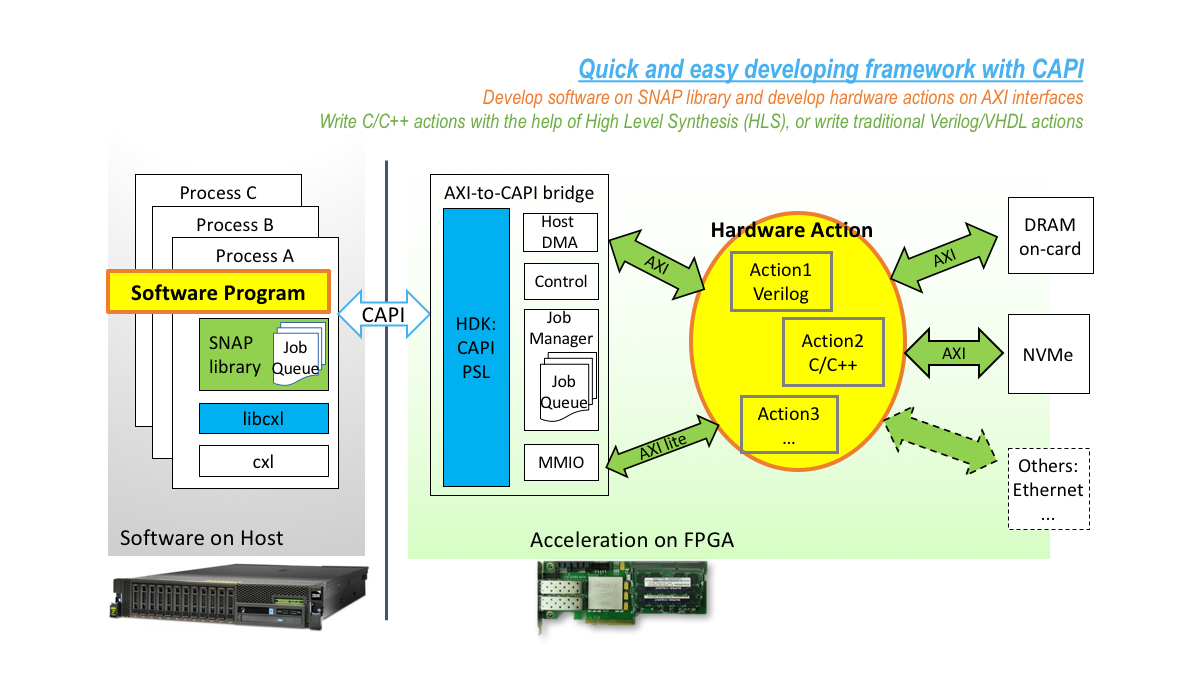 Quick and easy developing framework with CAPI
Develop software on SNAP library and develop hardware actions on AXI interfaces
Write C/C++ actions with the help of High Level Synthesis (HLS), or write traditional Verilog/VHDL actions
Process C
Process B
Process A
Software Program
SNAP
library
Job
Queue
libcxl
cxl
Software on Host
CAPI
AXI-to-CAPI bridge
HDK:
CAPI
PSL
Host
DMA
Control
Job
Manager
Job
Queue
MMIO
AXI
AXI lite
Hardware Action
Action1
Verilog
Action2
C/C++
Action3
...
AXI
AXI
DRAM
on-card
NVMe
Others:
Ethernet
...
Acceleration on FPGA